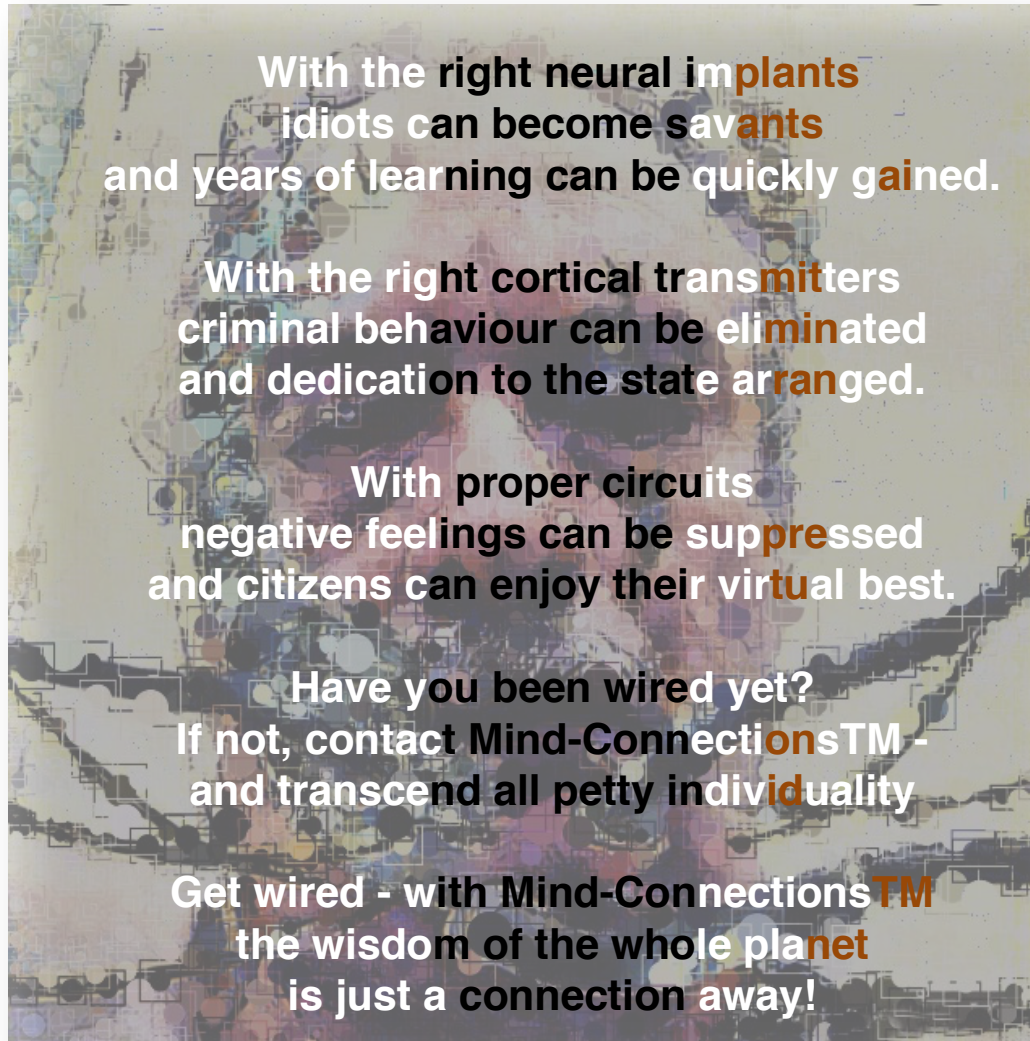 With the right neural implants
idiots can become savants
and years of learning can be quickly gained.
With the right cortical transmitters
criminal behaviour can be eliminated
and dedication to the state arranged.
With proper circuits
negative feelings can be suppressed
and citizens can enjoy their virtual best.
Have you been wired yet?
If not, contact Mind-ConnectionsTM -
and transcend all petty individuality
Get wired - with Mind-ConnectionsTM
the wisdom of the whole planet
is just a connection away!